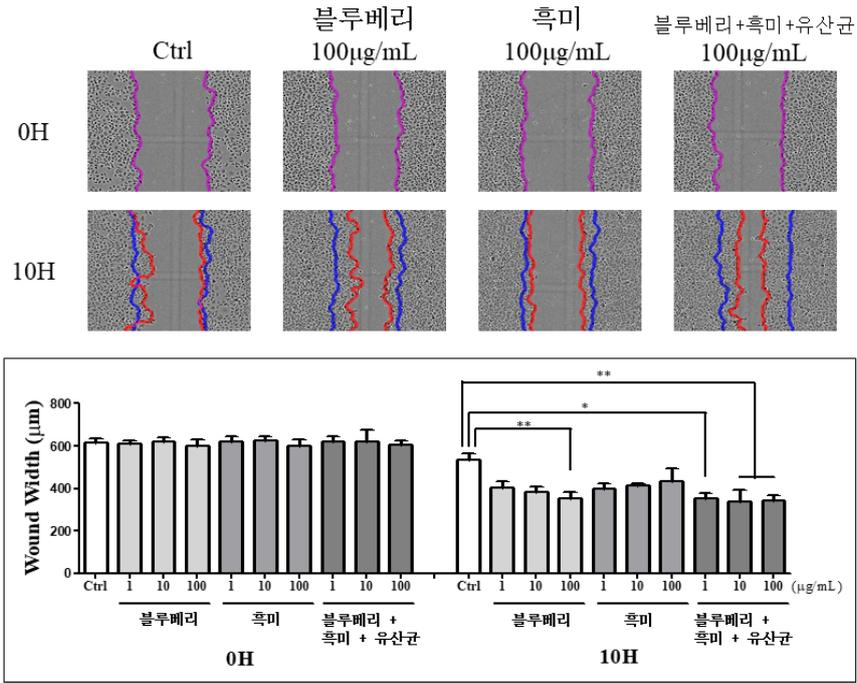 블루베리
흑미
블루베리+흑미+유산균
Ctrl
100μg/mL
100μg/mL
100μg/mL
0H
10H
**
*
**
Wound Width (μm)
800
600
400
200
0
Ctrl 1 10 100 1 10 100 1 10 100 Ctrl 1 10 100 1 10 100 1 10 100 (μg/mL)
블루베리 흑미 블루베리 + 블루베리 흑미 블루베리 +
흑미 + 유산균 흑미 + 유산균
0H 10H